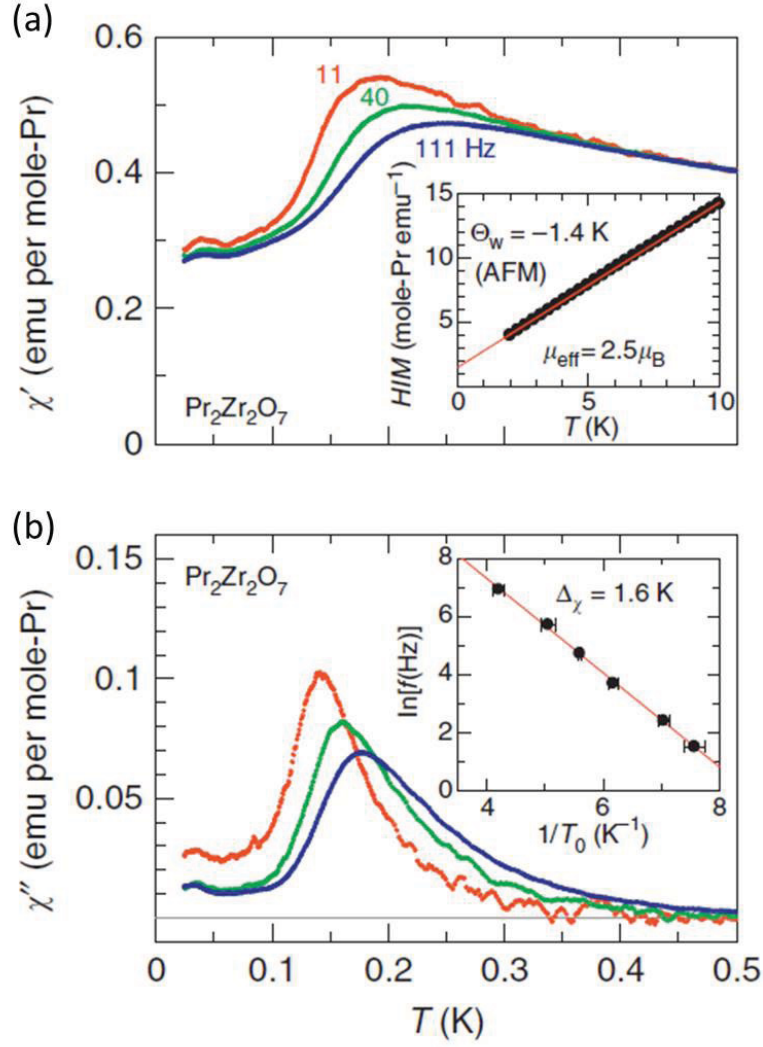 (a)
0.6
0.4
0.2
0
χ′ (emu per mole-Pr)
11
40
111 Hz
Pr₂Zr₂O₇
15
10
5
HIM (mole-Pr emu⁻¹)
Θw = −1.4 K
(AFM)
μeff = 2.5μB
0 5 10
T (K)
(b)
0.15
0.1
0.05
0
χ″ (emu per mole-Pr)
Pr₂Zr₂O₇
8
6
4
2
0
ln[f(Hz)]
Δχ = 1.6 K
4 6 8
1/T₀ (K⁻¹)
0 0.1 0.2 0.3 0.4 0.5
T (K)